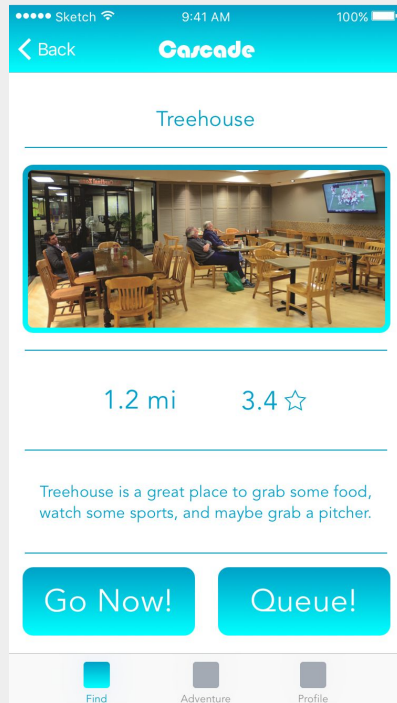 Sketch 9:41 AM 100%
Back Cascade
Treehouse
1.2 mi 3.4
Treehouse is a great place to grab some food,
watch some sports, and maybe grab a pitcher.
Go Now! Queue!
Find Adventure Profile